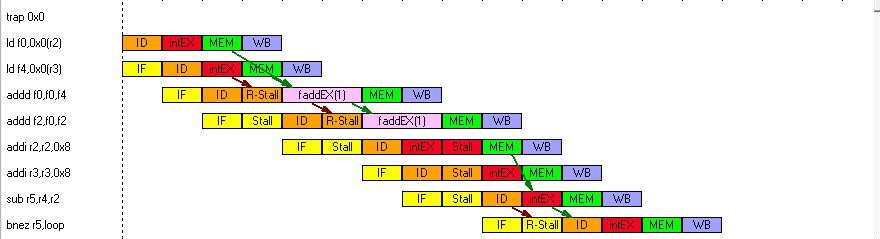 trap 0x0
ld f0,0x0(r2) ID intEX MEM WB
ld f4,0x0(r3) IF ID intEX MEM WB
addd f0,f0,f4 IF ID R-Stall faddEX(1) MEM WB
addd f2,f0,f2 IF Stall ID R-Stall faddEX(1) MEM WB
addi r2,r2,0x8 IF Stall ID intEX Stall MEM WB
addi r3,r3,0x8 IF ID Stall intEX MEM WB
sub r5,r4,r2 IF Stall ID intEX MEM WB
bnez r5,loop IF R-Stall ID intEX MEM WB